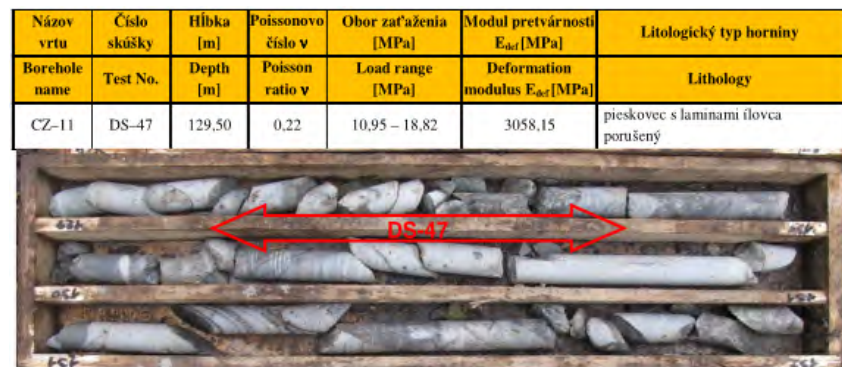 Názov vrtu Číslo skúšky Hĺbka [m] Poissonovo číslo ν Obor zaťaženia [MPa] Modul pretvárnosti Edef [MPa] Litologický typ horniny
Borehole name Test No. Depth [m] Poisson ratio ν Load range [MPa] Deformation modulus Edef [MPa] Lithology
CZ–11 DS–47 129,50 0,22 10,95 – 18,82 3058,15 pieskovec s laminami ílovca porušený
DS-47